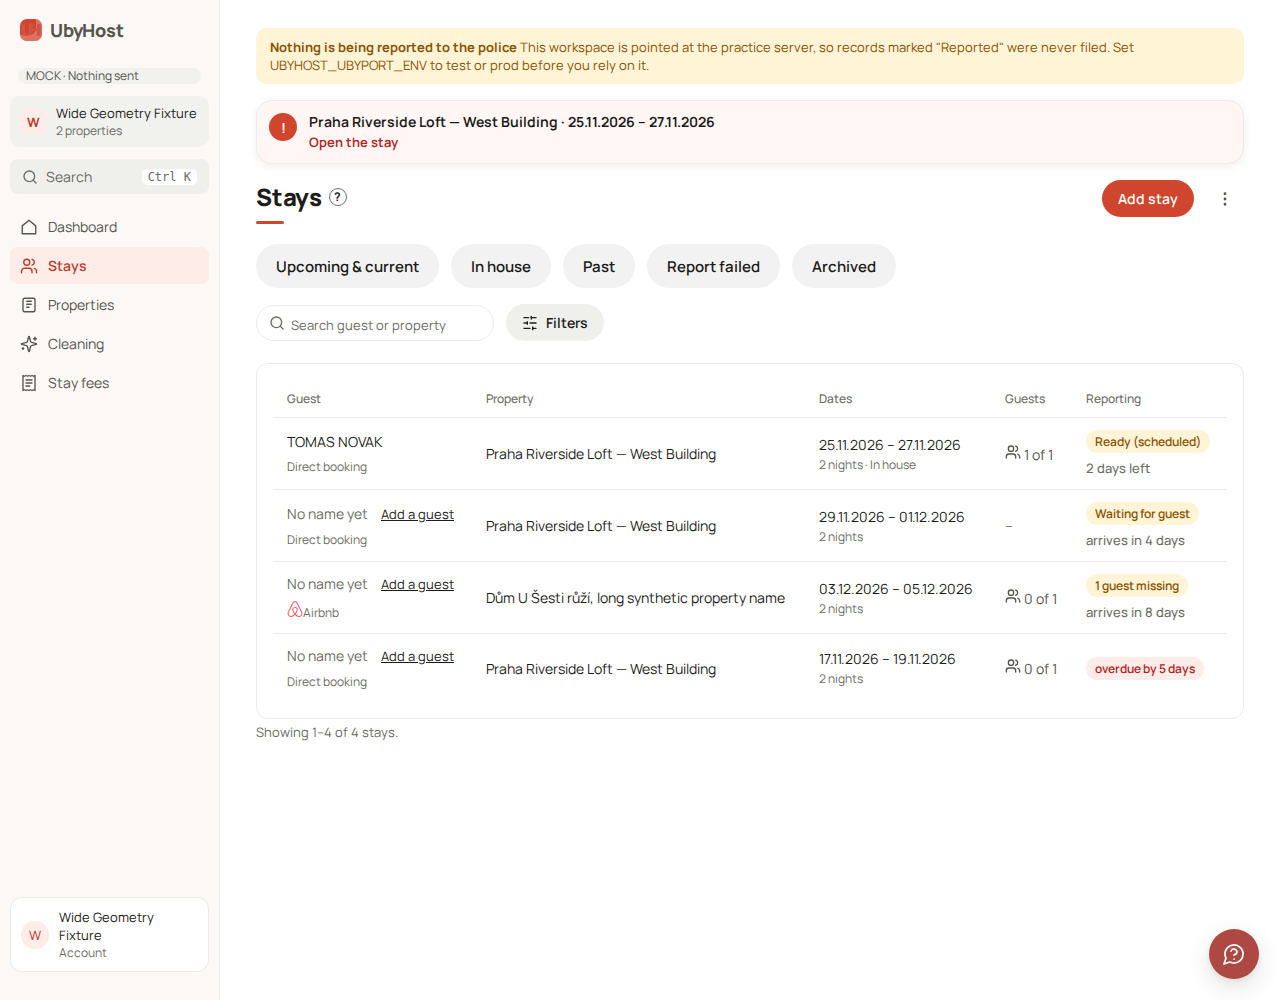 UbyHost
MOCK · Nothing sent
W
Wide Geometry Fixture
2 properties
Search
Ctrl K
Dashboard
Stays
Properties
Cleaning
Stay fees
W
Wide Geometry
Fixture
Account
Nothing is being reported to the police This workspace is pointed at the practice server, so records marked "Reported" were never filed. Set
UBYHOST_UBYPORT_ENV to test or prod before you rely on it.
!
Praha Riverside Loft — West Building · 25.11.2026 – 27.11.2026
Open the stay
Stays ?
Add stay
Upcoming & current
In house
Past
Report failed
Archived
Search guest or property
Filters
Guest Property Dates Guests Reporting
TOMAS NOVAK
Direct booking
Praha Riverside Loft — West Building
25.11.2026 – 27.11.2026
2 nights · In house
1 of 1
Ready (scheduled)
2 days left
No name yet Add a guest
Direct booking
Praha Riverside Loft — West Building
29.11.2026 – 01.12.2026
2 nights
–
Waiting for guest
arrives in 4 days
No name yet Add a guest
Airbnb
Dům U Šesti růží, long synthetic property name
03.12.2026 – 05.12.2026
2 nights
0 of 1
1 guest missing
arrives in 8 days
No name yet Add a guest
Direct booking
Praha Riverside Loft — West Building
17.11.2026 – 19.11.2026
2 nights
0 of 1
overdue by 5 days
Showing 1–4 of 4 stays.